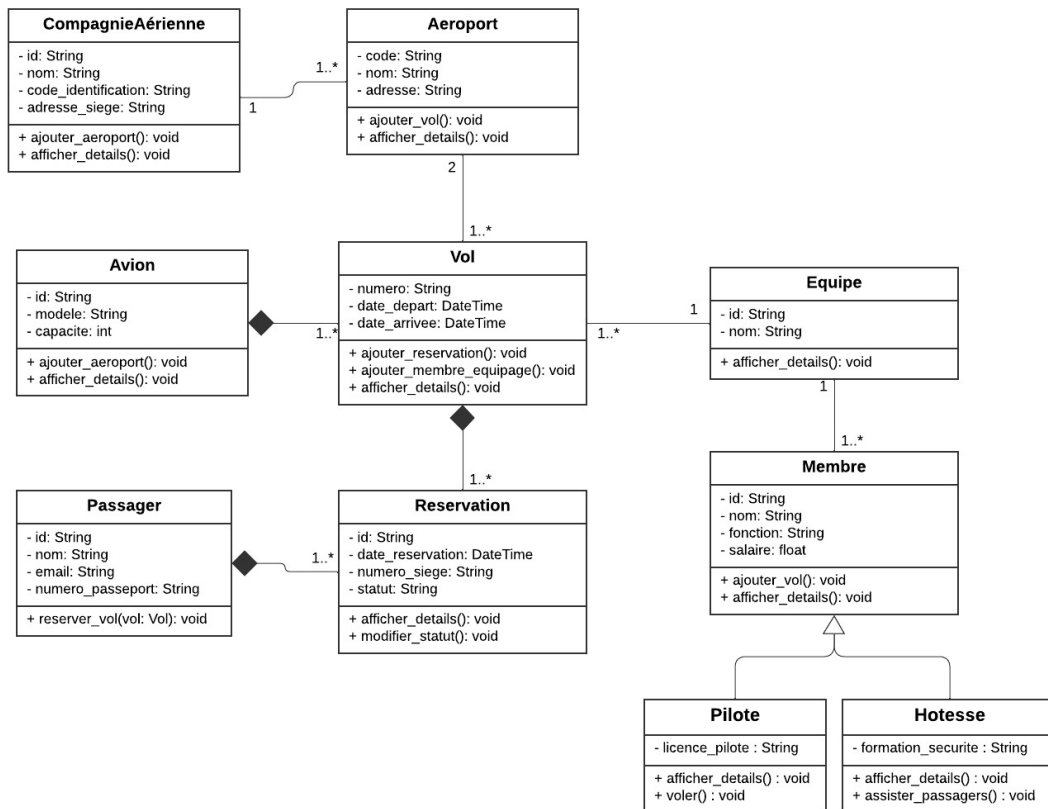 CompagnieAérienne
- id: String
- nom: String
- code_identification: String
- adresse_siege: String
+ ajouter_aeroport(): void
+ afficher_details(): void
1
1..*
Aeroport
- code: String
- nom: String
- adresse: String
+ ajouter_vol(): void
+ afficher_details(): void
2
1..*
Avion
- id: String
- modele: String
- capacite: int
+ ajouter_aeroport(): void
+ afficher_details(): void
1..*
Vol
- numero: String
- date_depart: DateTime
- date_arrivee: DateTime
+ ajouter_reservation(): void
+ ajouter_membre_equipage(): void
+ afficher_details(): void
1..*
1
Equipe
- id: String
- nom: String
+ afficher_details(): void
1
1..*
1..*
Passager
- id: String
- nom: String
- email: String
- numero_passeport: String
+ reserver_vol(vol: Vol): void
1..*
Reservation
- id: String
- date_reservation: DateTime
- numero_siege: String
- statut: String
+ afficher_details(): void
+ modifier_statut(): void
Membre
- id: String
- nom: String
- fonction: String
- salaire: float
+ ajouter_vol(): void
+ afficher_details(): void
Pilote
- licence_pilote : String
+ afficher_details() : void
+ voler() : void
Hotesse
- formation_securite : String
+ afficher_details() : void
+ assister_passagers() : void